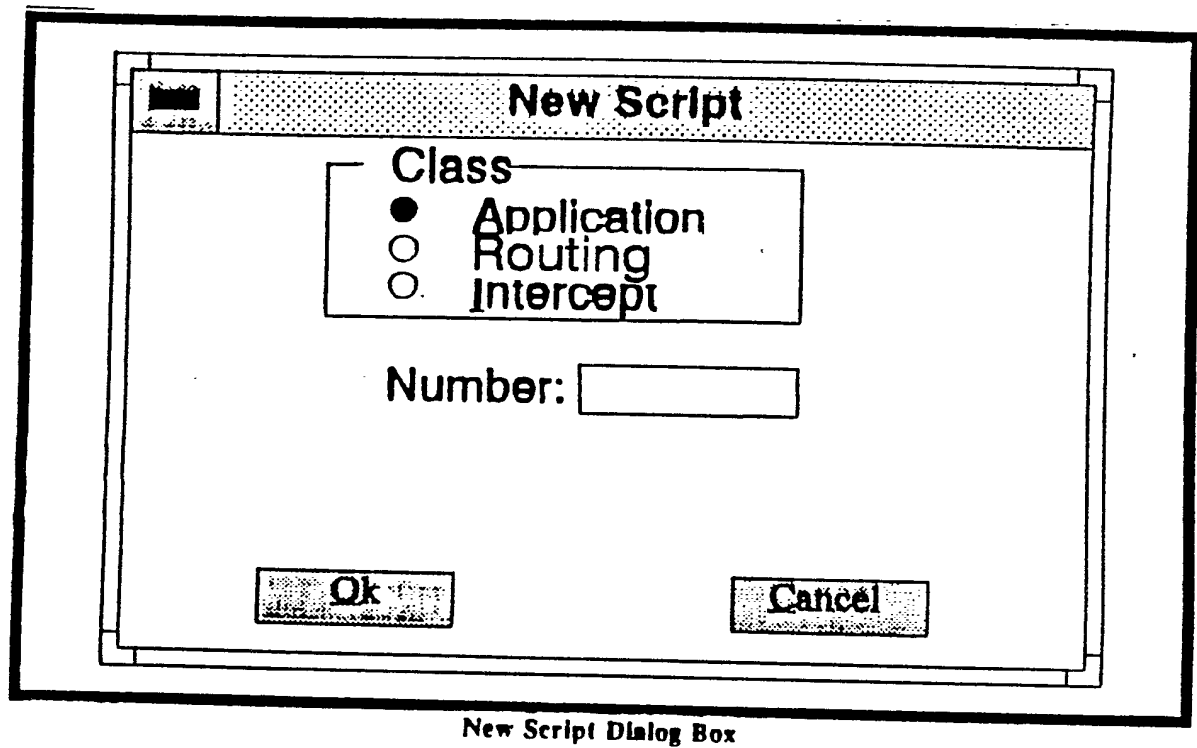 New Script
Class
Application
Routing
Intercept
Number:
Ok
Cancel
New Script Dialog Box